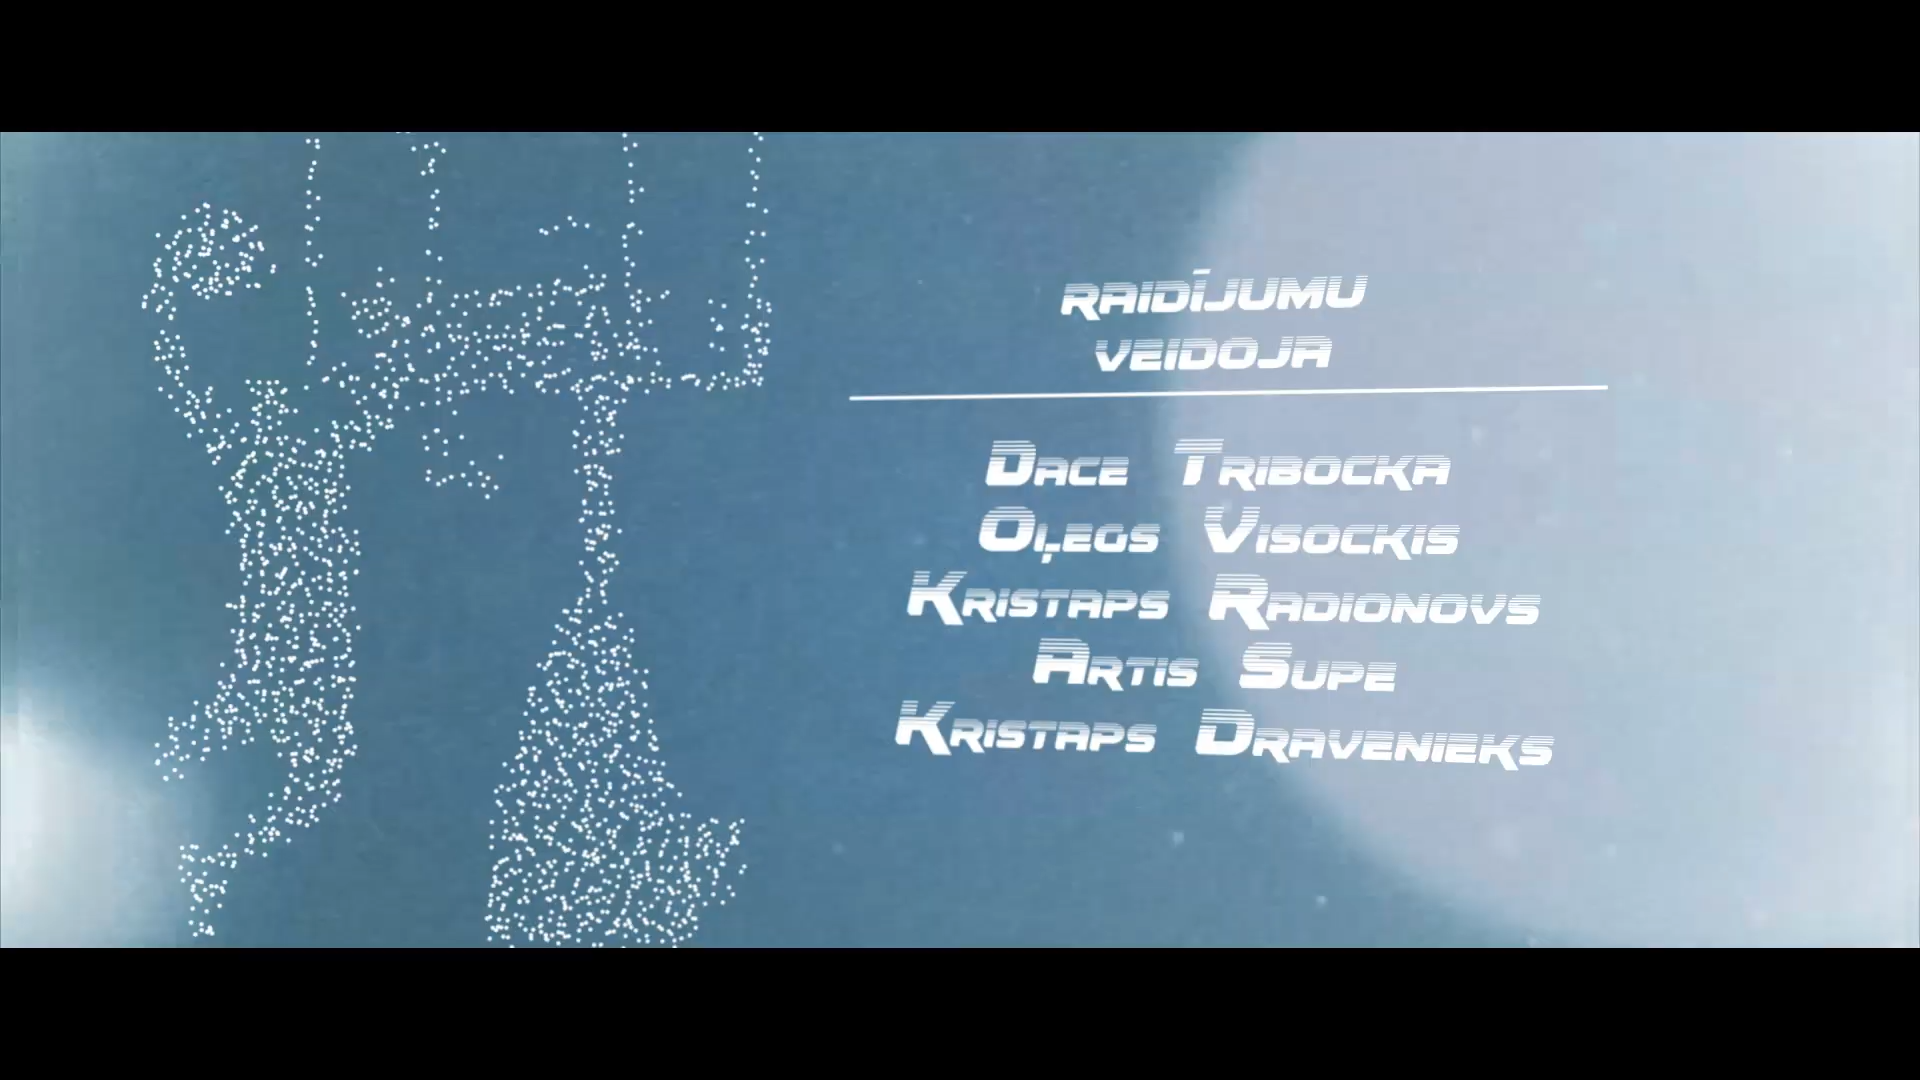 RAIDĪJUMU
VEIDOJA
Dace Tribocka
Oļegs Visockis
Kristaps Radionovs
Artis Supe
Kristaps Dravenieks